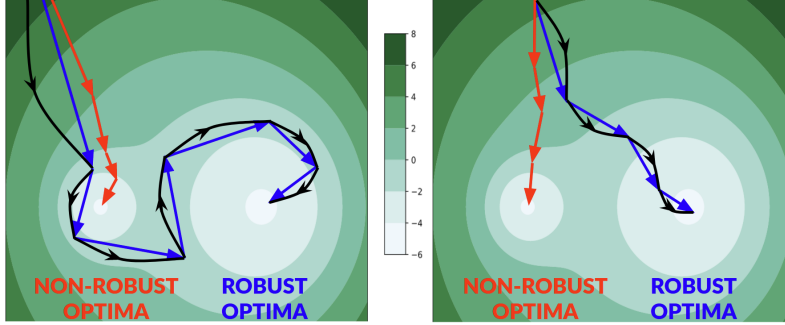 NON-ROBUST
OPTIMA
ROBUST
OPTIMA
8
6
4
2
0
−2
−4
−6
NON-ROBUST
OPTIMA
ROBUST
OPTIMA